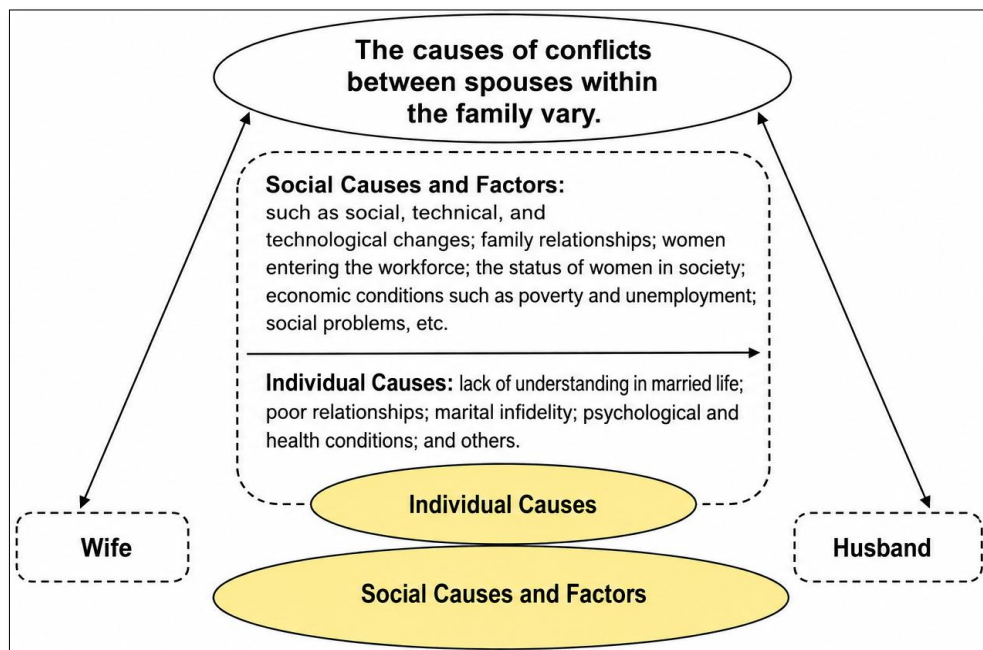 The causes of conflicts
between spouses within
the family vary.
Social Causes and Factors:
such as social, technical, and
technological changes; family relationships; women
entering the workforce; the status of women in society;
economic conditions such as poverty and unemployment;
social problems, etc.
Individual Causes: lack of understanding in married life;
poor relationships; marital infidelity; psychological and
health conditions; and others.
Individual Causes
Wife
Husband
Social Causes and Factors